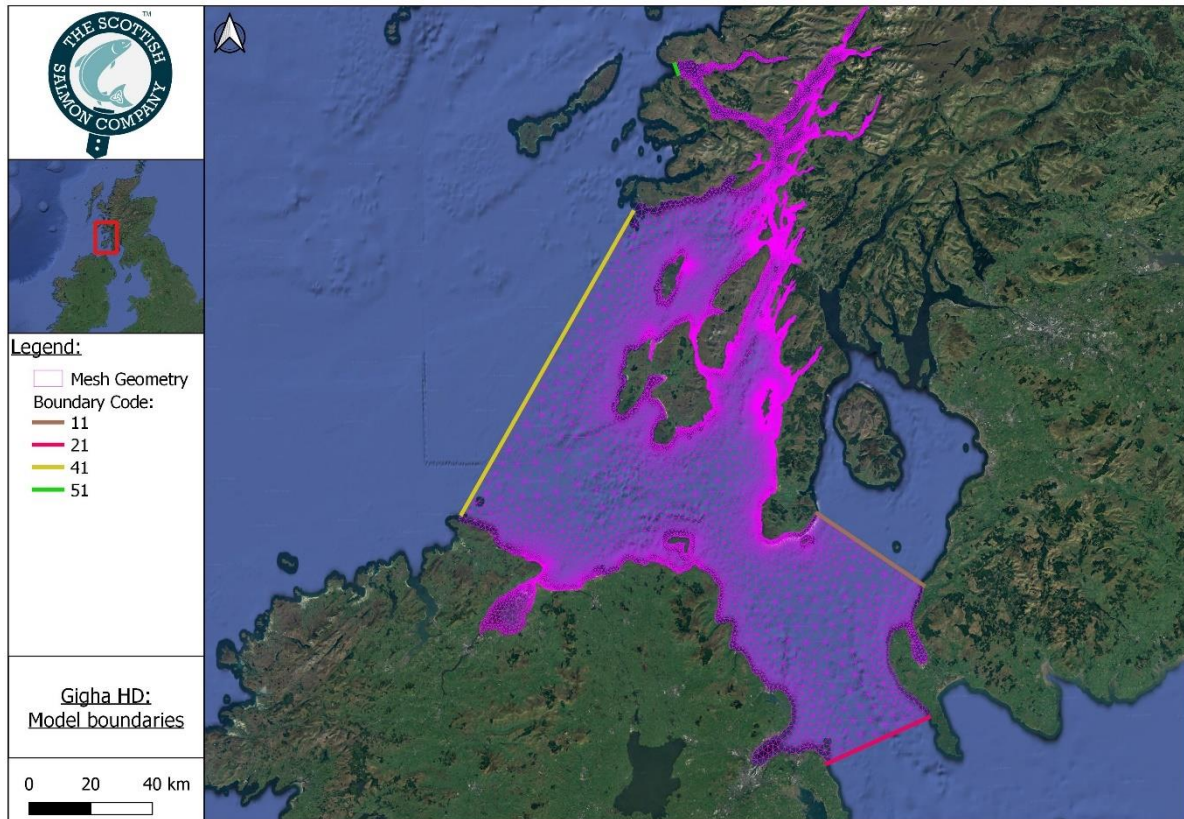 THE SCOTTISH
SALMON COMPANY
TM
Legend:
Mesh Geometry
Boundary Code:
11
21
41
51
Gigha HD:
Model boundaries
0 20 40 km